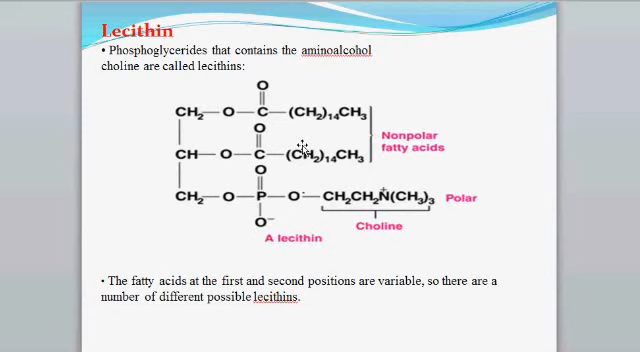 Lecithin
• Phosphoglycerides that contains the aminoalcohol
choline are called lecithins:
O
CH₂—O—C—(CH₂)₁₄CH₃
O
Nonpolar
fatty acids
CH—O—C—(CH₂)₁₄CH₃
O
CH₂—O—P—O—CH₂CH₂N⁺(CH₃)₃ Polar
O⁻
Choline
A lecithin
• The fatty acids at the first and second positions are variable, so there are a
number of different possible lecithins.